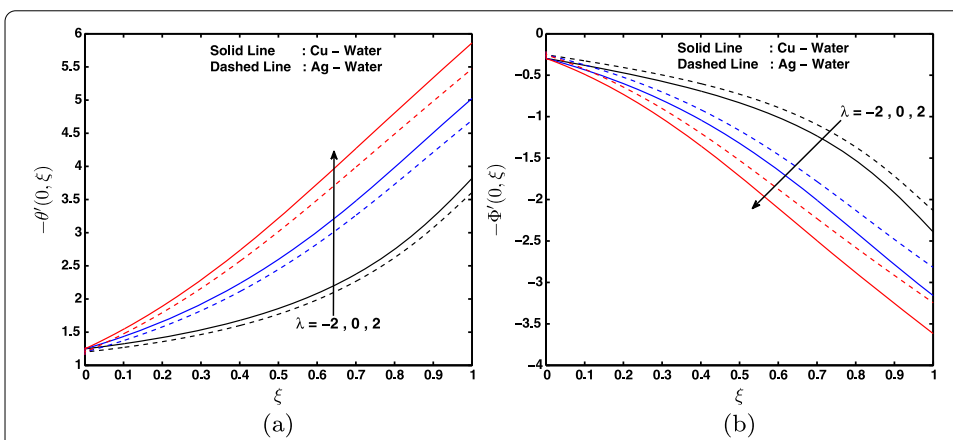 Solid Line : Cu – Water
Dashed Line : Ag – Water
6
5.5
5
4.5
4
3.5
3
2.5
2
1.5
1
−θ′(0, ξ)
λ = −2 , 0 , 2
0 0.1 0.2 0.3 0.4 0.5 0.6 0.7 0.8 0.9 1
ξ
(a)
Solid Line : Cu – Water
Dashed Line : Ag – Water
0
−0.5
−1
−1.5
−2
−2.5
−3
−3.5
−4
−Φ′(0, ξ)
λ = −2 , 0 , 2
0 0.1 0.2 0.3 0.4 0.5 0.6 0.7 0.8 0.9 1
ξ
(b)